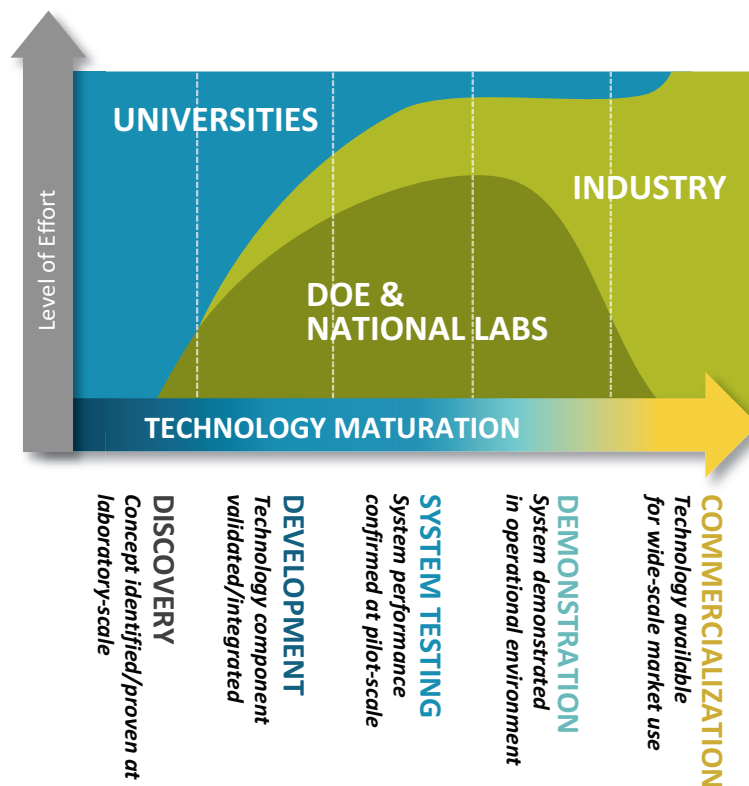 UNIVERSITIES
INDUSTRY
DOE &
NATIONAL LABS
Level of Effort
TECHNOLOGY MATURATION
DISCOVERY
Concept identified/proven at
laboratory-scale
DEVELOPMENT
Technology component
validated/integrated
SYSTEM TESTING
System performance
confirmed at pilot-scale
DEMONSTRATION
System demonstrated
in operational environment
COMMERCIALIZATION
Technology available
for wide-scale market use